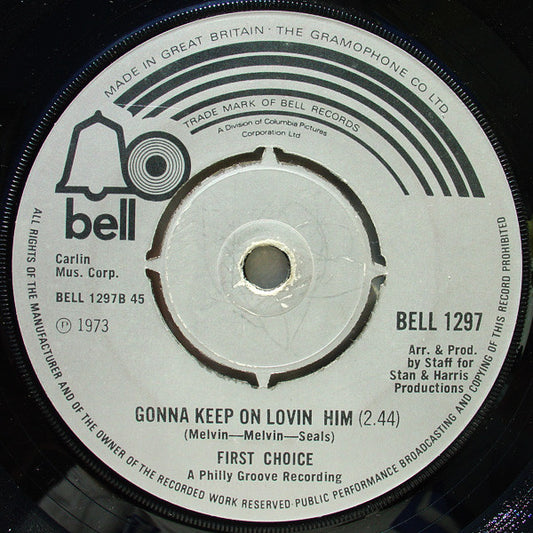 MADE IN GREAT BRITAIN · THE GRAMOPHONE CO LTD.
TRADE MARK OF BELL RECORDS
A Division of Columbia Pictures
Corporation Ltd
bell
Carlin
Mus. Corp.
BELL 1297B 45
Ⓟ 1973
BELL 1297
Arr. & Prod.
by Staff for
Stan & Harris
Productions
GONNA KEEP ON LOVIN HIM (2.44)
(Melvin—Melvin—Seals)
FIRST CHOICE
A Philly Groove Recording
ALL RIGHTS OF THE MANUFACTURER AND OF THE OWNER OF THE RECORDED WORK RESERVED·PUBLIC PERFORMANCE BROADCASTING AND COPYING OF THIS RECORD PROHIBITED